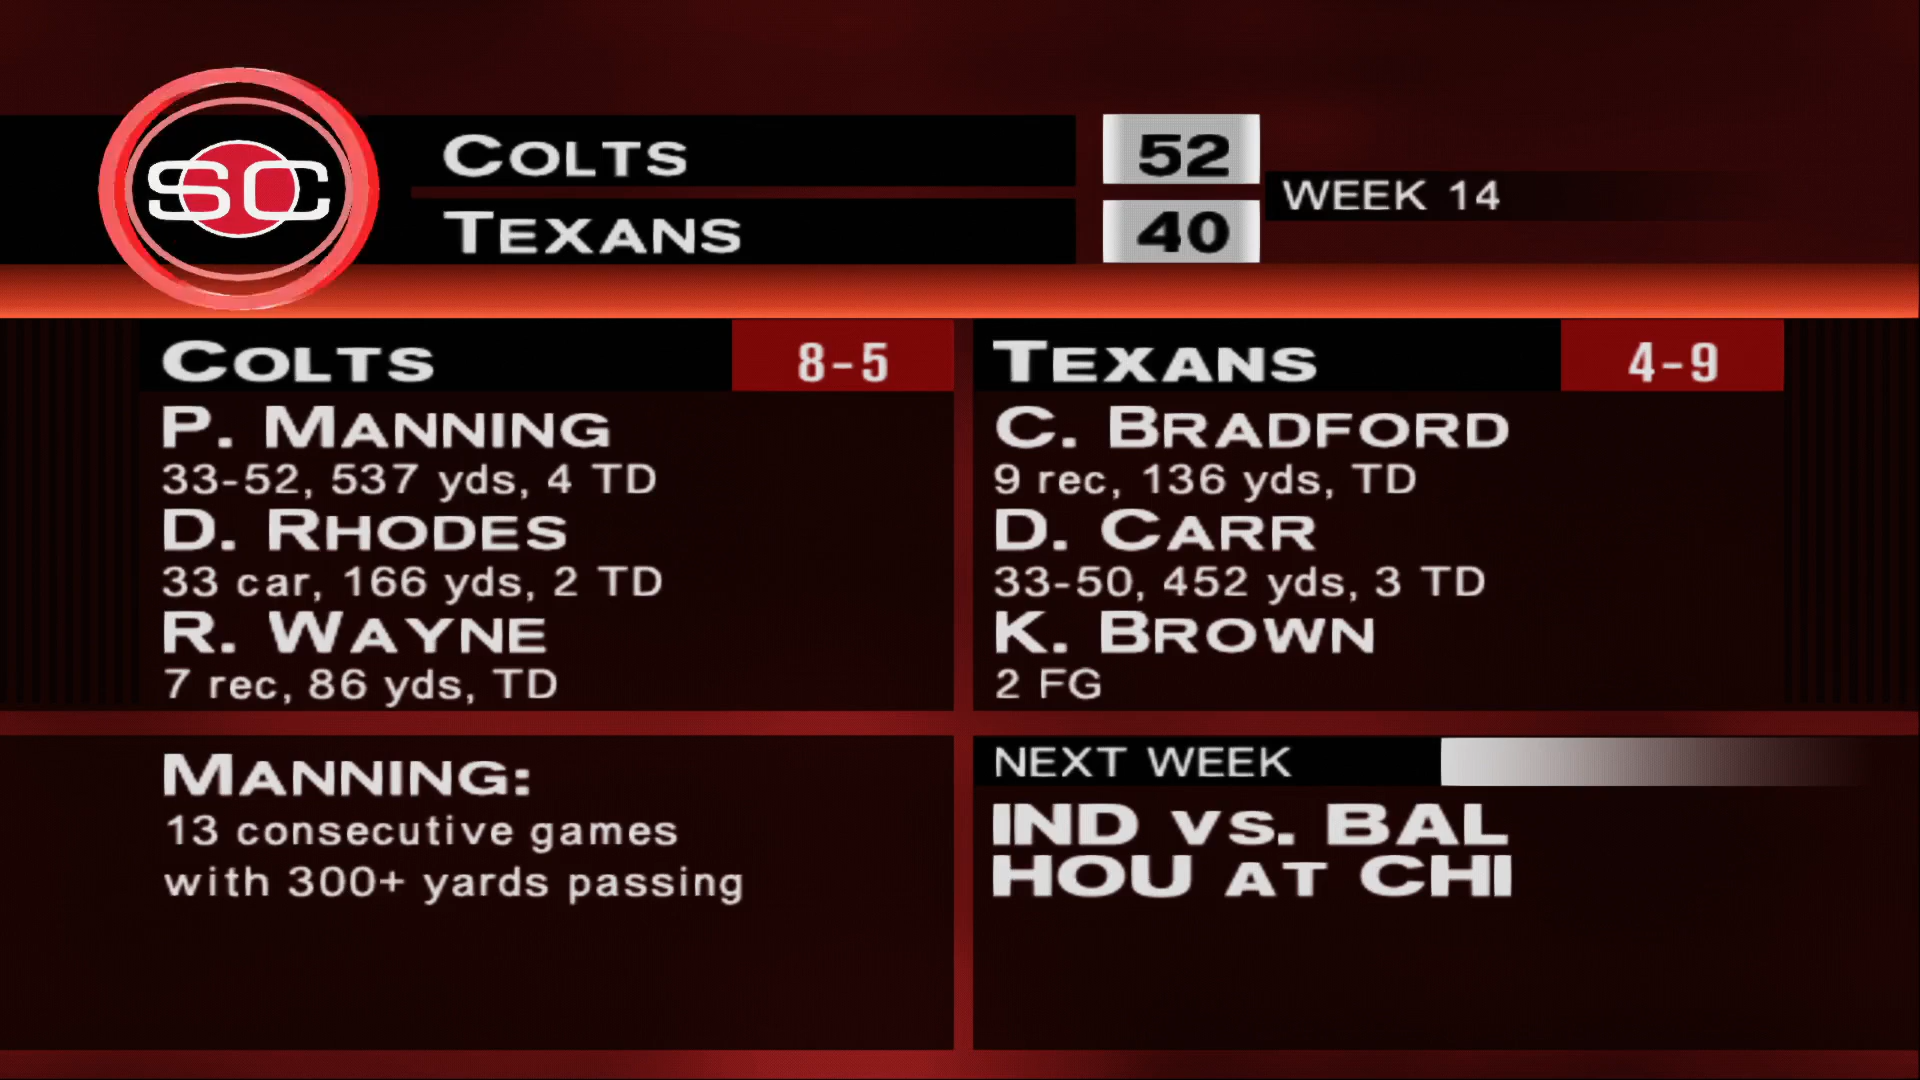 SC
COLTS 52
WEEK 14
TEXANS 40
COLTS 8-5
P. MANNING
33-52, 537 yds, 4 TD
D. RHODES
33 car, 166 yds, 2 TD
R. WAYNE
7 rec, 86 yds, TD
TEXANS 4-9
C. BRADFORD
9 rec, 136 yds, TD
D. CARR
33-50, 452 yds, 3 TD
K. BROWN
2 FG
MANNING:
13 consecutive games
with 300+ yards passing
NEXT WEEK
IND VS. BAL
HOU AT CHI